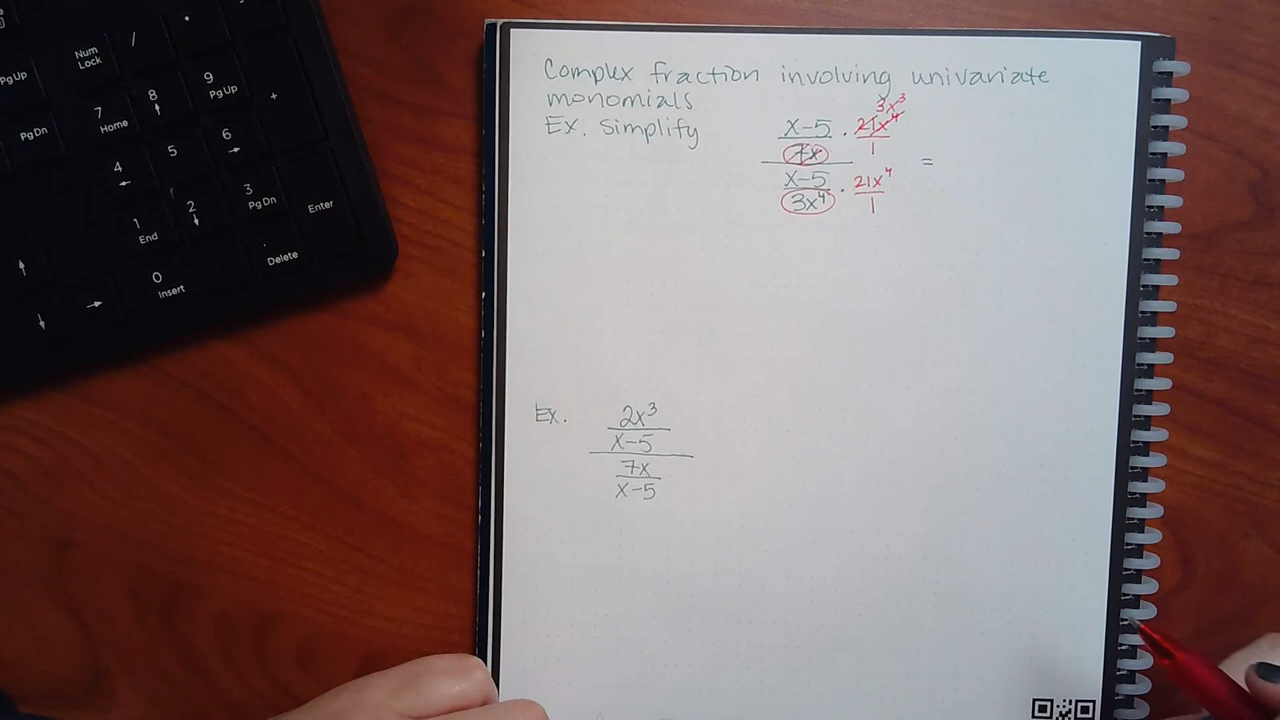 Num Lock
/
PgUp
7 Home
8
9 PgUp
+
PgDn
4
5
6
1 End
2
3 PgDn
Enter
0 Insert
. Delete
Complex fraction involving univariate
monomials
Ex. Simplify
3x³
x-5 · 21x⁴
7x 1
=
x-5 · 21x⁴
3x⁴ 1
Ex.
2x³
x-5
7x
x-5